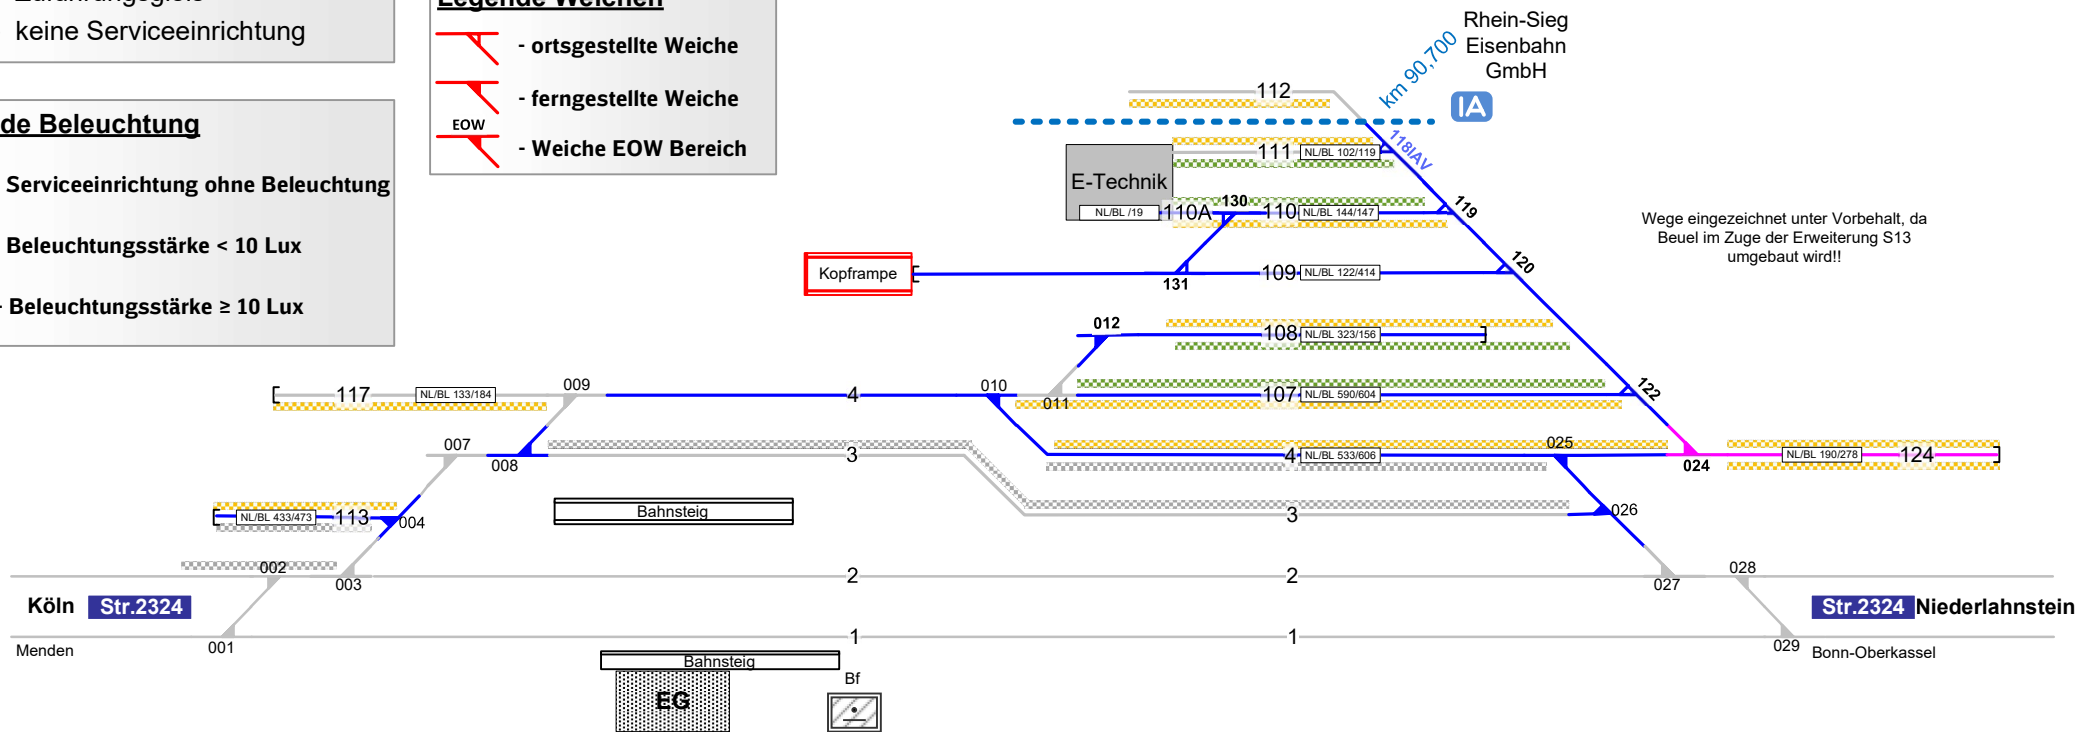 keine Serviceeinrichtung
de Beleuchtung
Serviceeinrichtung ohne Beleuchtung
Beleuchtungsstärke < 10 Lux
- Beleuchtungsstärke ≥ 10 Lux
Legende Weichen
- ortsgestellte Weiche
- ferngestellte Weiche
EOW
- Weiche EOW Bereich
Rhein-Sieg
Eisenbahn
GmbH
km 90,700
IA
112
118IAV
111
NL/BL 102/119
E-Technik
NL/BL /19
110A
130
110
NL/BL 144/147
119
Wege eingezeichnet unter Vorbehalt, da
Beuel im Zuge der Erweiterung S13
umgebaut wird!!
Kopframpe
131
109
NL/BL 122/414
120
012
108
NL/BL 323/156
117
NL/BL 133/184
009
4
010
011
107
NL/BL 590/604
122
007
008
3
4
NL/BL 533/606
025
024
NL/BL 190/278
124
NL/BL 433/473
113
004
Bahnsteig
3
026
002
003
2
2
027
028
Köln
Str.2324
Str.2324
Niederlahnstein
Menden
001
1
1
029
Bonn-Oberkassel
Bahnsteig
EG
Bf